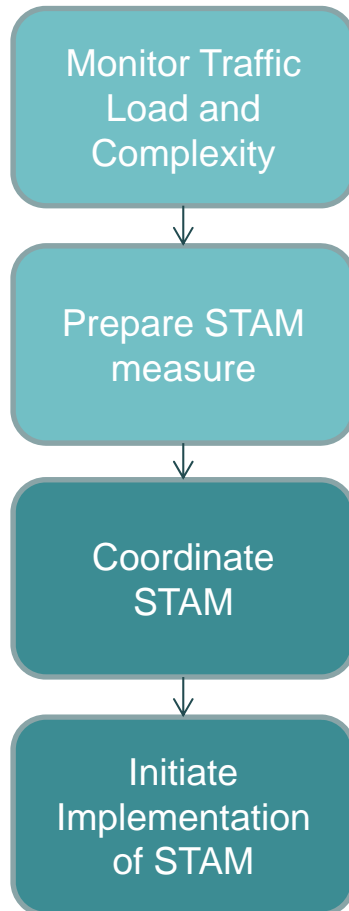 Monitor Traffic
Load and
Complexity
Prepare STAM
measure
Coordinate
STAM
Initiate
Implementation
of STAM